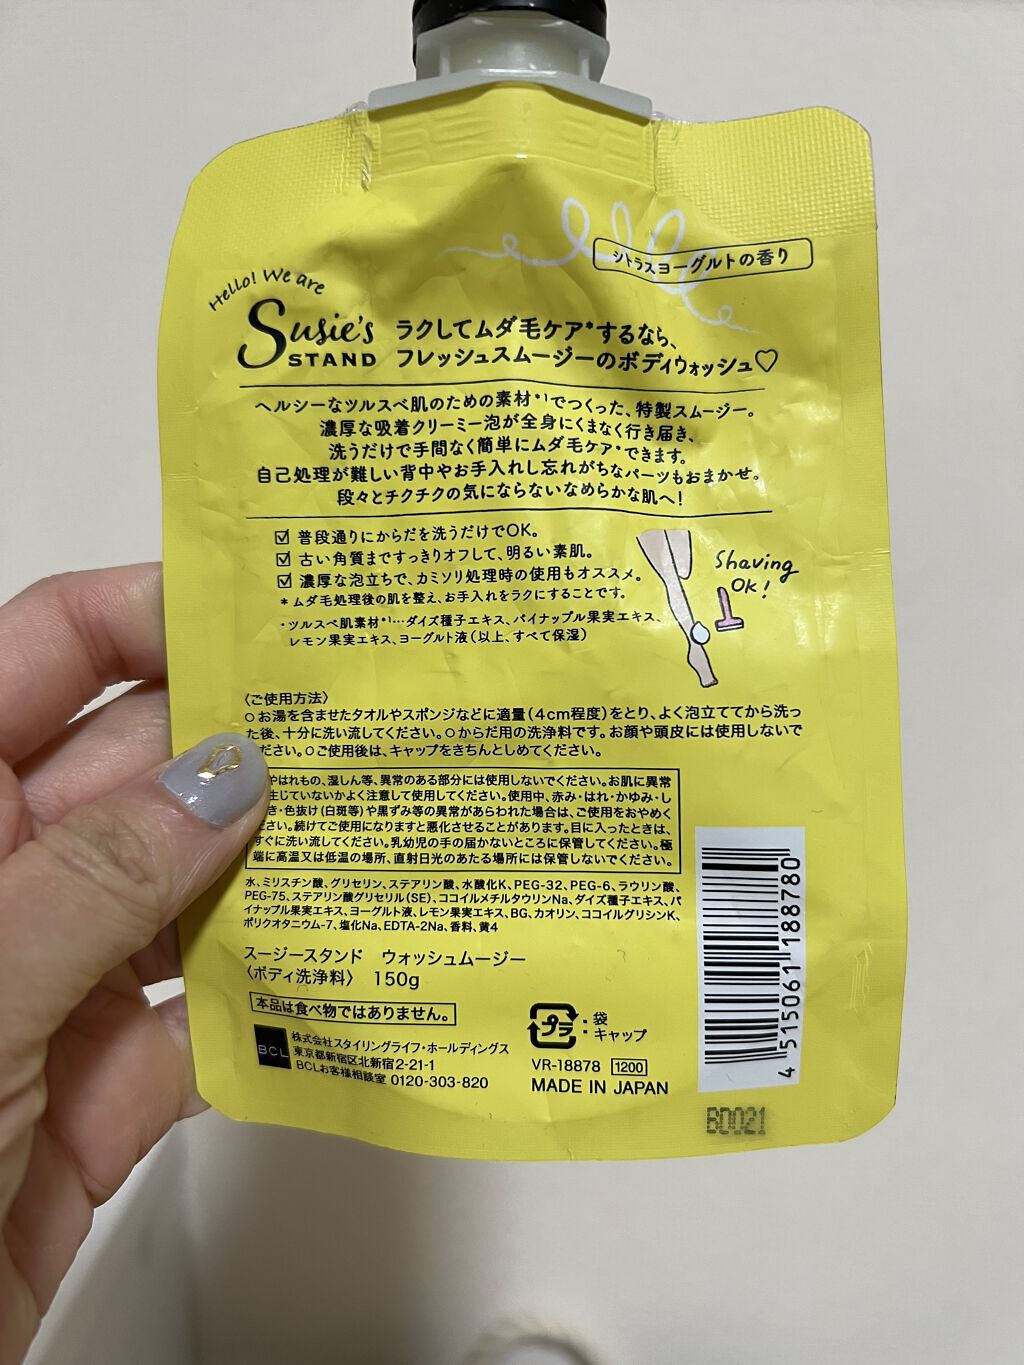 シトラスヨーグルトの香り
Hello! We are
Susie's
STAND
ラクしてムダ毛ケア*するなら、
フレッシュスムージーのボディウォッシュ♡
ヘルシーなツルスベ肌のための素材*¹でつくった、特製スムージー。
濃厚な吸着クリーミー泡が全身にくまなく行き届き、
洗うだけで手間なく簡単にムダ毛ケア*できます。
自己処理が難しい背中やお手入れし忘れがちなパーツもおまかせ。
段々とチクチクの気にならないなめらかな肌へ!
☑ 普段通りにからだを洗うだけでOK。
☑ 古い角質まですっきりオフして、明るい素肌。
☑ 濃厚な泡立ちで、カミソリ処理時の使用もオススメ。
* ムダ毛処理後の肌を整え、お手入れをラクにすることです。
・ツルスベ肌素材*¹…ダイズ種子エキス、パイナップル果実エキス、
レモン果実エキス、ヨーグルト液(以上、すべて保湿)
Shaving
OK!
〈ご使用方法〉
○お湯を含ませたタオルやスポンジなどに適量(4cm程度)をとり、よく泡立ててから洗っ
た後、十分に洗い流してください。○からだ用の洗浄料です。お顔や頭皮には使用しないで
ださい。○ご使用後は、キャップをきちんとしめてください。
やはれもの、湿しん等、異常のある部分には使用しないでください。お肌に異常
生じていないかよく注意して使用してください。使用中、赤み・はれ・かゆみ・し
き・色抜け(白斑等)や黒ずみ等の異常があらわれた場合は、ご使用をおやめく
ださい。続けてご使用になりますと悪化させることがあります。目に入ったときは、
すぐに洗い流してください。乳幼児の手の届かないところに保管してください。極
端に高温又は低温の場所、直射日光のあたる場所には保管しないでください。
水、ミリスチン酸、グリセリン、ステアリン酸、水酸化K、PEG-32、PEG-6、ラウリン酸、
PEG-75、ステアリン酸グリセリル(SE)、ココイルメチルタウリンNa、ダイズ種子エキス、パ
イナップル果実エキス、ヨーグルト液、レモン果実エキス、BG、カオリン、ココイルグリシンK、
ポリクオタニウム-7、塩化Na、EDTA-2Na、香料、黄4
スージースタンド ウォッシュムージー
〈ボディ洗浄料〉 150g
本品は食べ物ではありません。
BCL
株式会社スタイリングライフ・ホールディングス
東京都新宿区北新宿2-21-1
BCLお客様相談室 0120-303-820
プラ
:袋
:キャップ
VR-18878 1200
MADE IN JAPAN
4 515061 188780
B0021